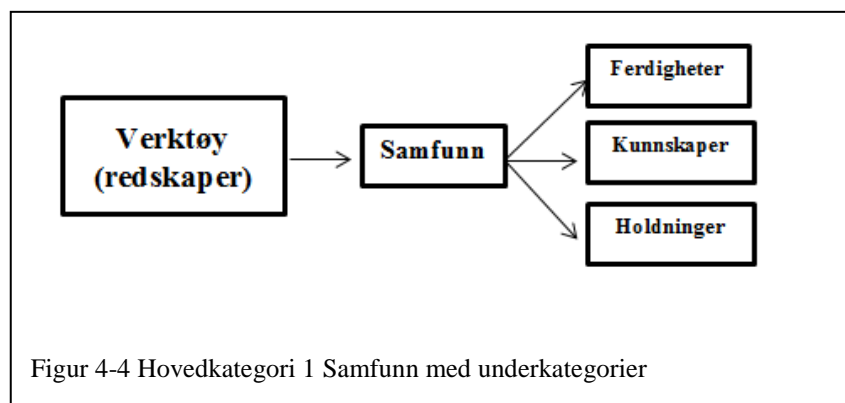 Verktøy
(redskaper)
Samfunn
Ferdigheter
Kunnskaper
Holdninger
Figur 4-4 Hovedkategori 1 Samfunn med underkategorier